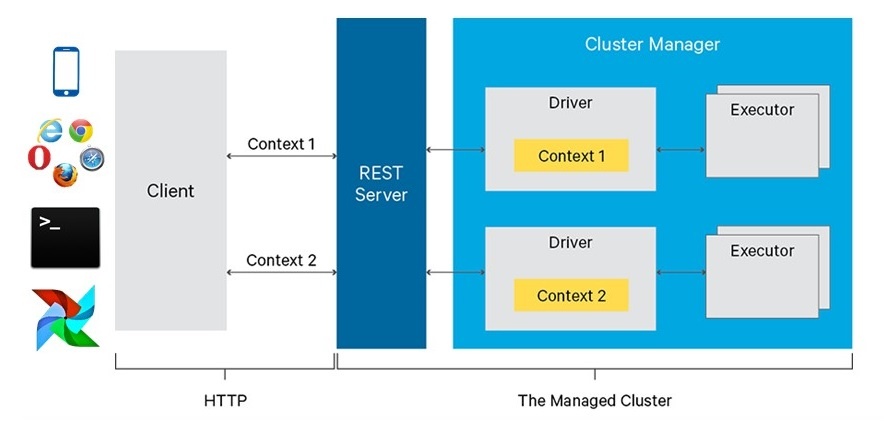 Cluster Manager
Driver
Executor
Context 1
Context 1
REST
Server
Client
>_
Context 2
Driver
Executor
Context 2
HTTP
The Managed Cluster